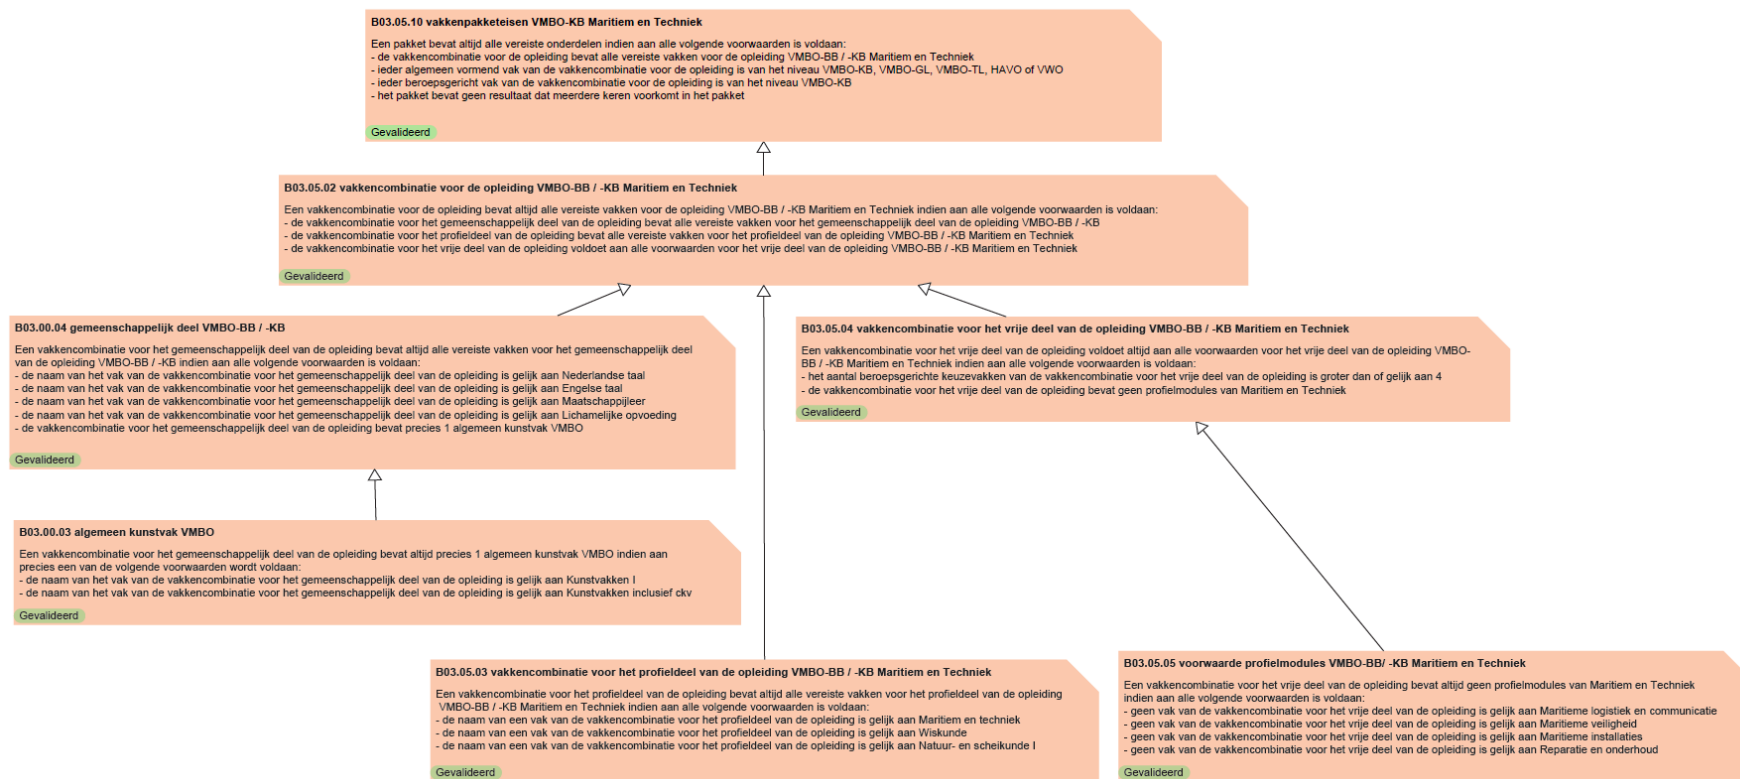 B03.05.10 vakkenpakketeisen VMBO-KB Maritiem en Techniek
Een pakket bevat altijd alle vereiste onderdelen indien aan alle volgende voorwaarden is voldaan:
- de vakkencombinatie voor de opleiding bevat alle vereiste vakken voor de opleiding VMBO-BB / -KB Maritiem en Techniek
- ieder algemeen vormend vak van de vakkencombinatie voor de opleiding is van het niveau VMBO-KB, VMBO-GL, VMBO-TL, HAVO of VWO
- ieder beroepsgericht vak van de vakkencombinatie voor de opleiding is van het niveau VMBO-KB
- het pakket bevat geen resultaat dat meerdere keren voorkomt in het pakket
Gevalideerd
B03.05.02 vakkencombinatie voor de opleiding VMBO-BB / -KB Maritiem en Techniek
Een vakkencombinatie voor de opleiding bevat altijd alle vereiste vakken voor de opleiding VMBO-BB / -KB Maritiem en Techniek indien aan alle volgende voorwaarden is voldaan:
- de vakkencombinatie voor het gemeenschappelijk deel van de opleiding bevat alle vereiste vakken voor het gemeenschappelijk deel van de opleiding VMBO-BB / -KB
- de vakkencombinatie voor het profieldeel van de opleiding bevat alle vereiste vakken voor het profieldeel van de opleiding VMBO-BB / -KB Maritiem en Techniek
- de vakkencombinatie voor het vrije deel van de opleiding voldoet aan alle voorwaarden voor het vrije deel van de opleiding VMBO-BB / -KB Maritiem en Techniek
Gevalideerd
B03.00.04 gemeenschappelijk deel VMBO-BB / -KB
Een vakkencombinatie voor het gemeenschappelijk deel van de opleiding bevat altijd alle vereiste vakken voor het gemeenschappelijk deel
van de opleiding VMBO-BB / -KB indien aan alle volgende voorwaarden is voldaan:
- de naam van het vak van de vakkencombinatie voor het gemeenschappelijk deel van de opleiding is gelijk aan Nederlandse taal
- de naam van het vak van de vakkencombinatie voor het gemeenschappelijk deel van de opleiding is gelijk aan Engelse taal
- de naam van het vak van de vakkencombinatie voor het gemeenschappelijk deel van de opleiding is gelijk aan Maatschappijleer
- de naam van het vak van de vakkencombinatie voor het gemeenschappelijk deel van de opleiding is gelijk aan Lichamelijke opvoeding
- de vakkencombinatie voor het gemeenschappelijk deel van de opleiding bevat precies 1 algemeen kunstvak VMBO
Gevalideerd
B03.05.04 vakkencombinatie voor het vrije deel van de opleiding VMBO-BB / -KB Maritiem en Techniek
Een vakkencombinatie voor het vrije deel van de opleiding voldoet altijd aan alle voorwaarden voor het vrije deel van de opleiding VMBO-
BB / -KB Maritiem en Techniek indien aan alle volgende voorwaarden is voldaan:
- het aantal beroepsgerichte keuzevakken van de vakkencombinatie voor het vrije deel van de opleiding is groter dan of gelijk aan 4
- de vakkencombinatie voor het vrije deel van de opleiding bevat geen profielmodules van Maritiem en Techniek
Gevalideerd
B03.00.03 algemeen kunstvak VMBO
Een vakkencombinatie voor het gemeenschappelijk deel van de opleiding bevat altijd precies 1 algemeen kunstvak VMBO indien aan
precies een van de volgende voorwaarden wordt voldaan:
- de naam van het vak van de vakkencombinatie voor het gemeenschappelijk deel van de opleiding is gelijk aan Kunstvakken I
- de naam van het vak van de vakkencombinatie voor het gemeenschappelijk deel van de opleiding is gelijk aan Kunstvakken inclusief ckv
Gevalideerd
B03.05.03 vakkencombinatie voor het profieldeel van de opleiding VMBO-BB / -KB Maritiem en Techniek
Een vakkencombinatie voor het profieldeel van de opleiding bevat altijd alle vereiste vakken voor het profieldeel van de opleiding
VMBO-BB / -KB Maritiem en Techniek indien aan alle volgende voorwaarden is voldaan:
- de naam van een vak van de vakkencombinatie voor het profieldeel van de opleiding is gelijk aan Maritiem en techniek
- de naam van een vak van de vakkencombinatie voor het profieldeel van de opleiding is gelijk aan Wiskunde
- de naam van een vak van de vakkencombinatie voor het profieldeel van de opleiding is gelijk aan Natuur- en scheikunde I
Gevalideerd
B03.05.05 voorwaarde profielmodules VMBO-BB/ -KB Maritiem en Techniek
Een vakkencombinatie voor het vrije deel van de opleiding bevat altijd geen profielmodules van Maritiem en Techniek
indien aan alle volgende voorwaarden is voldaan:
- geen vak van de vakkencombinatie voor het vrije deel van de opleiding is gelijk aan Maritieme logistiek en communicatie
- geen vak van de vakkencombinatie voor het vrije deel van de opleiding is gelijk aan Maritieme veiligheid
- geen vak van de vakkencombinatie voor het vrije deel van de opleiding is gelijk aan Maritieme installaties
- geen vak van de vakkencombinatie voor het vrije deel van de opleiding is gelijk aan Reparatie en onderhoud
Gevalideerd